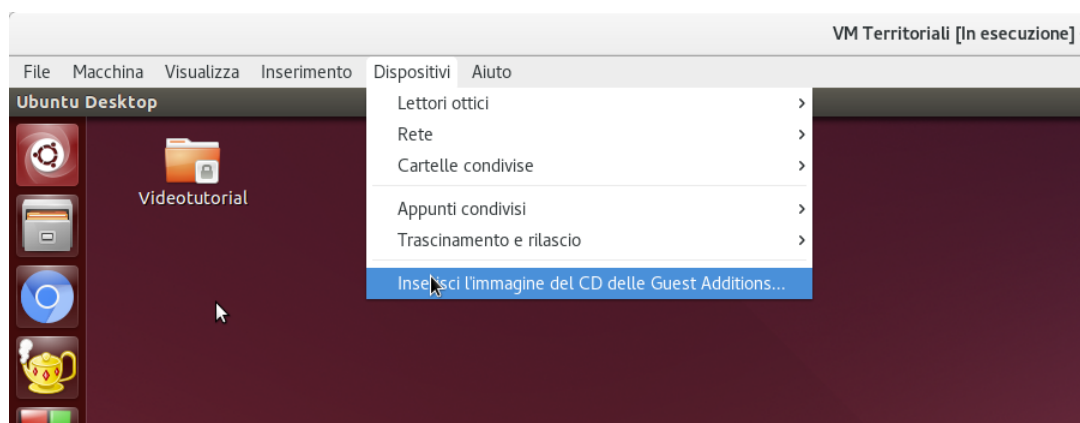 VM Territoriali [In esecuzione]
File Macchina Visualizza Inserimento Dispositivi Aiuto
Ubuntu Desktop
Lettori ottici
Rete
Cartelle condivise
Videotutorial
Appunti condivisi
Trascinamento e rilascio
Inserisci l'immagine del CD delle Guest Additions...